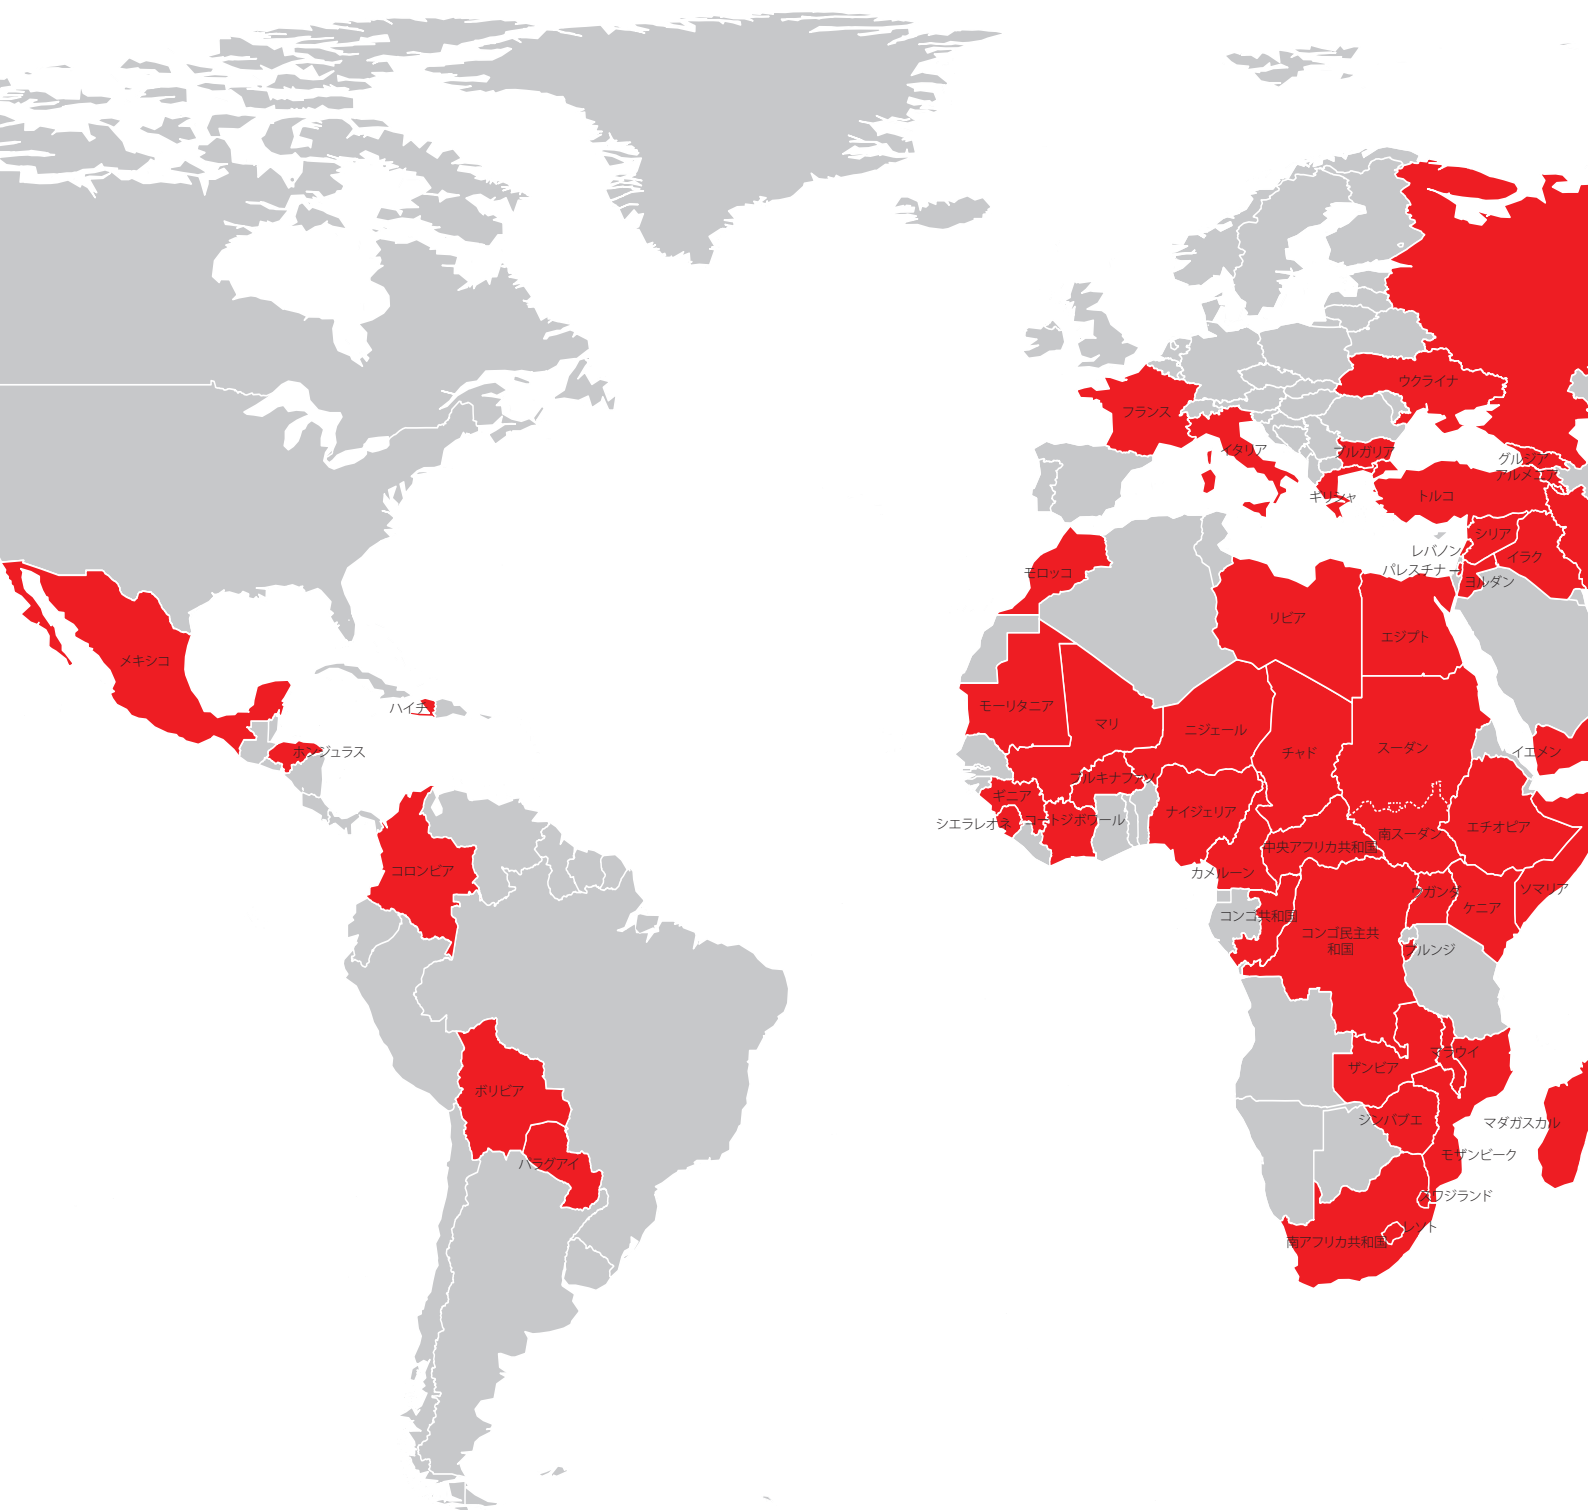 ウクライナ
フランス
イタリア
ブルガリア
グルジア
アルメニア
ギリシャ
トルコ
シリア
レバノン
イラク
パレスチナ
ヨルダン
モロッコ
リビア
エジプト
メキシコ
ハイチ
モーリタニア
マリ
ニジェール
チャド
スーダン
イエメン
ホンジュラス
ブルキナファソ
ギニア
シエラレオネ
コートジボワール
ナイジェリア
南スーダン
エチオピア
中央アフリカ共和国
カメルーン
コロンビア
ウガンダ
ケニア
ソマリア
コンゴ共和国
コンゴ民主共
和国
ブルンジ
マラウイ
ザンビア
ボリビア
ジンバブエ
マダガスカル
モザンビーク
パラグアイ
スワジランド
レソト
南アフリカ共和国